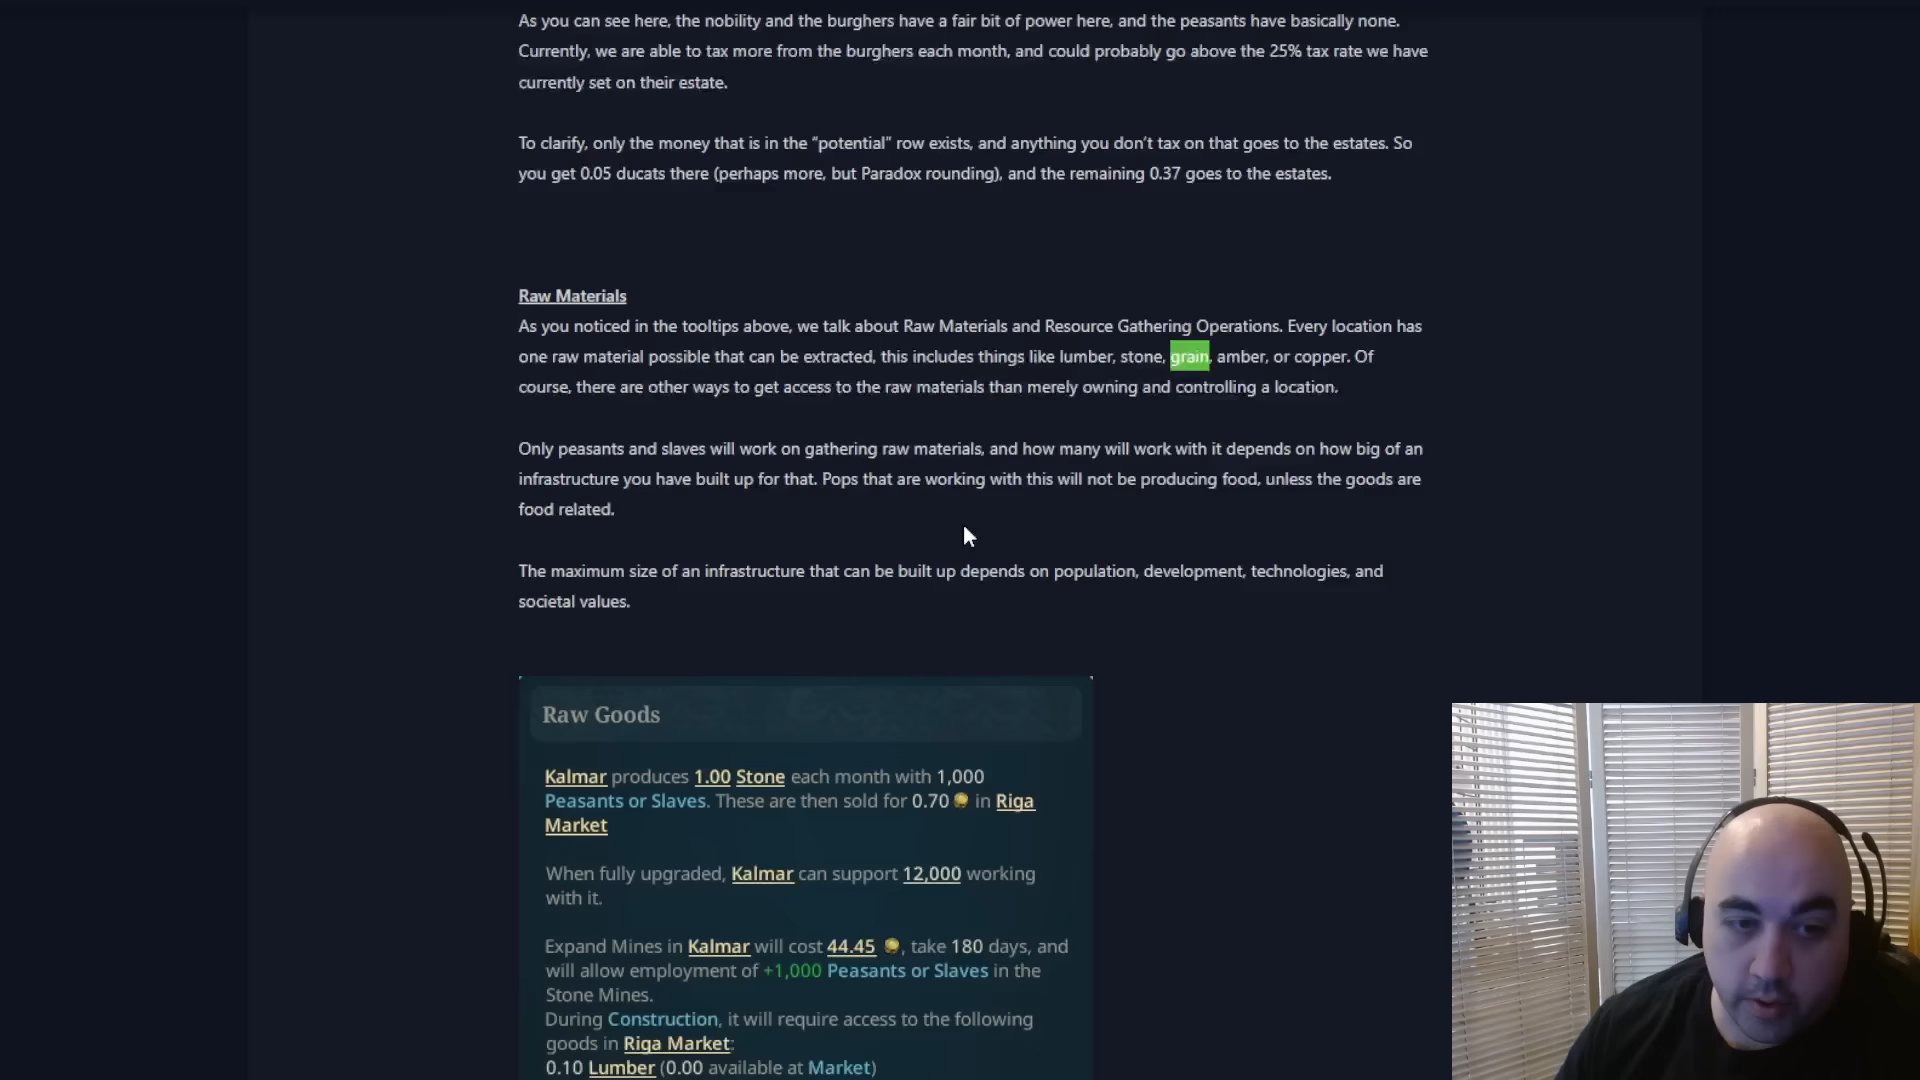 As you can see here, the nobility and the burghers have a fair bit of power here, and the peasants have basically none.
Currently, we are able to tax more from the burghers each month, and could probably go above the 25% tax rate we have
currently set on their estate.
To clarify, only the money that is in the “potential” row exists, and anything you don’t tax on that goes to the estates. So
you get 0.05 ducats there (perhaps more, but Paradox rounding), and the remaining 0.37 goes to the estates.
Raw Materials
As you noticed in the tooltips above, we talk about Raw Materials and Resource Gathering Operations. Every location has
one raw material possible that can be extracted, this includes things like lumber, stone, grain, amber, or copper. Of
course, there are other ways to get access to the raw materials than merely owning and controlling a location.
Only peasants and slaves will work on gathering raw materials, and how many will work with it depends on how big of an
infrastructure you have built up for that. Pops that are working with this will not be producing food, unless the goods are
food related.
The maximum size of an infrastructure that can be built up depends on population, development, technologies, and
societal values.
Raw Goods
Kalmar produces 1.00 Stone each month with 1,000
Peasants or Slaves. These are then sold for 0.70 in Riga
Market
When fully upgraded, Kalmar can support 12,000 working
with it.
Expand Mines in Kalmar will cost 44.45 , take 180 days, and
will allow employment of +1,000 Peasants or Slaves in the
Stone Mines.
During Construction, it will require access to the following
goods in Riga Market:
0.10 Lumber (0.00 available at Market)